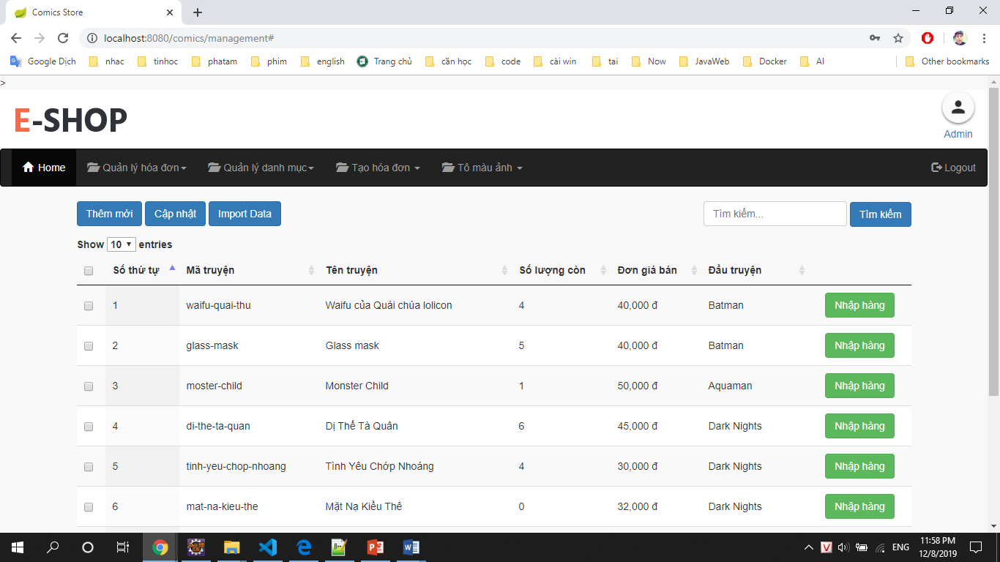 Comics Store
localhost:8080/comics/management#
Google Dịch nhac tinhoc phatam phim english Trang chủ cần học code cài win tai Now JavaWeb Docker AI Other bookmarks
>
E-SHOP
Admin
Home Quản lý hóa đơn Quản lý danh mục Tạo hóa đơn Tô màu ảnh Logout
Thêm mới Cập nhật Import Data Tìm kiếm... Tìm kiếm
Show 10 entries
Số thứ tự Mã truyện Tên truyện Số lượng còn Đơn giá bán Đầu truyện
1 waifu-quai-thu Waifu của Quái chúa lolicon 4 40,000 đ Batman Nhập hàng
2 glass-mask Glass mask 5 40,000 đ Batman Nhập hàng
3 moster-child Monster Child 1 50,000 đ Aquaman Nhập hàng
4 di-the-ta-quan Dị Thế Tà Quân 6 45,000 đ Dark Nights Nhập hàng
5 tinh-yeu-chop-nhoang Tình Yêu Chớp Nhoáng 4 30,000 đ Dark Nights Nhập hàng
6 mat-na-kieu-the Mặt Nạ Kiều Thê 0 32,000 đ Dark Nights Nhập hàng
ENG 11:58 PM
12/8/2019